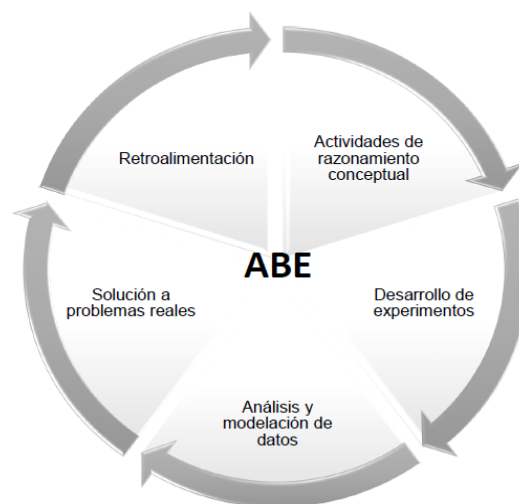 Retroalimentación
Actividades de
razonamiento
conceptual
ABE
Solución a
problemas reales
Desarrollo de
experimentos
Análisis y
modelación de
datos